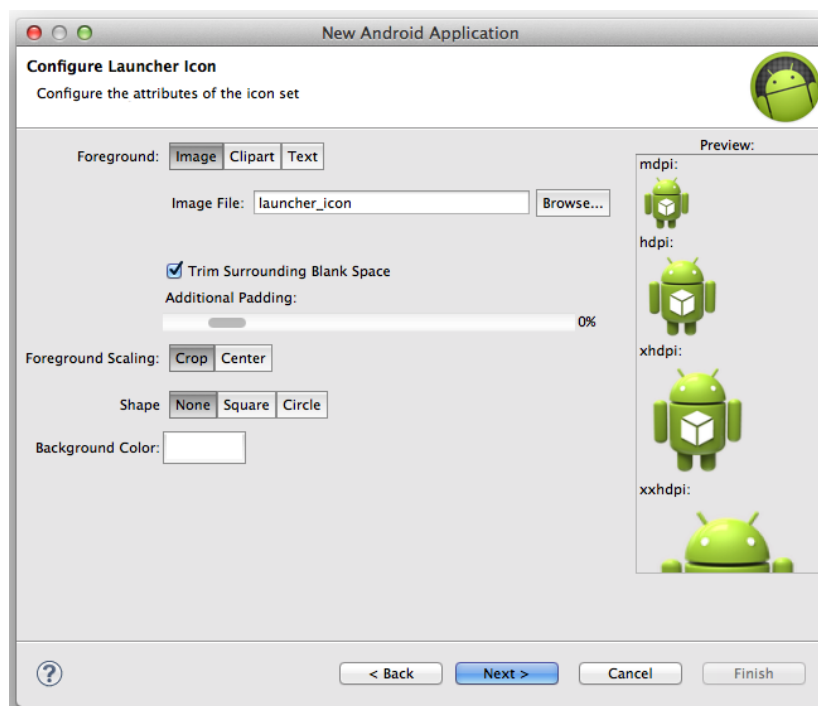 New Android Application
Configure Launcher Icon
Configure the attributes of the icon set
Foreground: Image Clipart Text
Image File: launcher_icon Browse...
Trim Surrounding Blank Space
Additional Padding:
0%
Foreground Scaling: Crop Center
Shape None Square Circle
Background Color:
Preview:
mdpi:
hdpi:
xhdpi:
xxhdpi:
? < Back Next > Cancel Finish